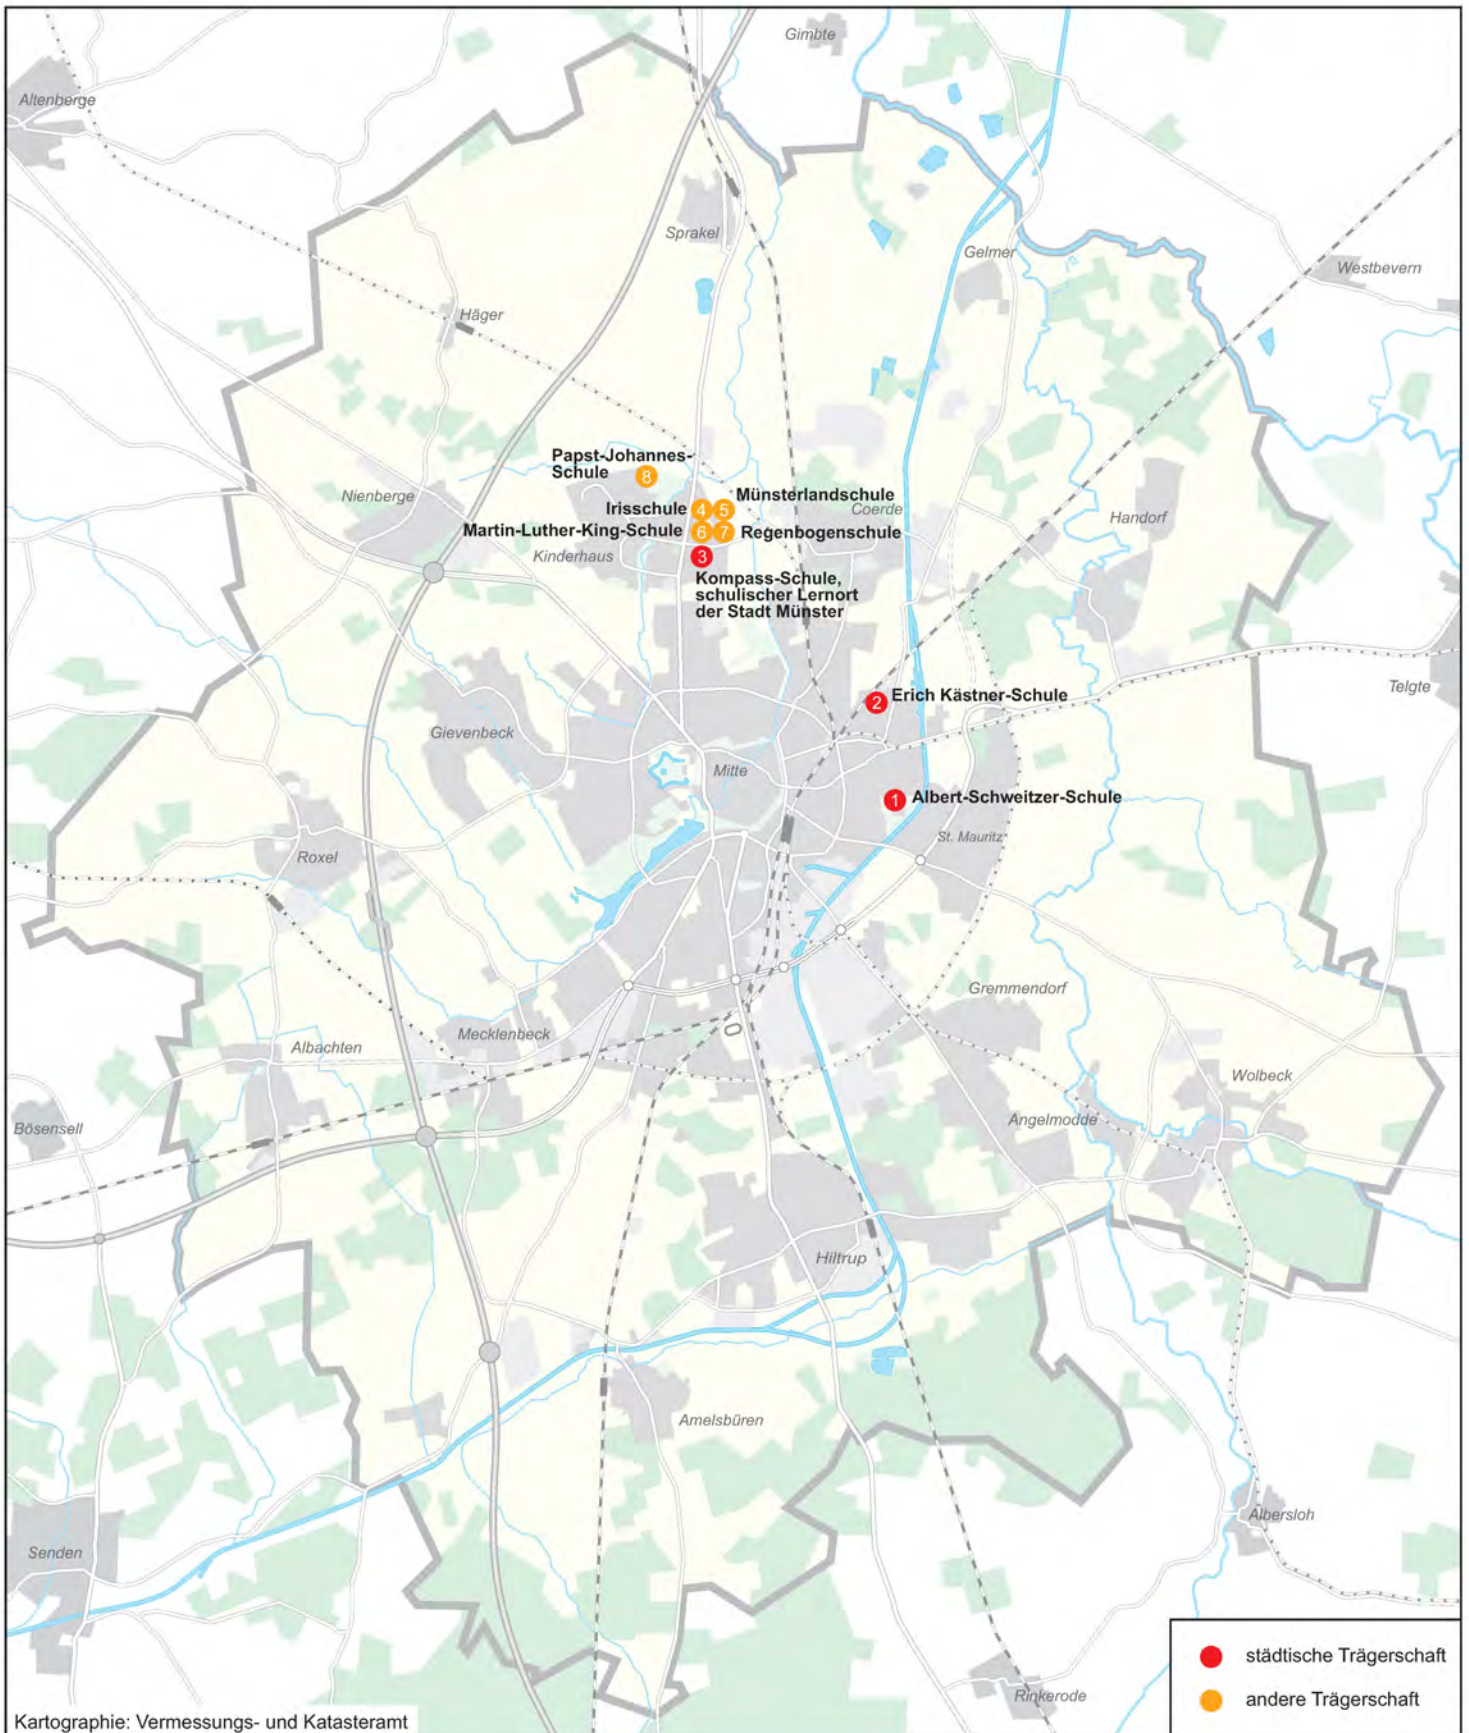 Gimbte
Altenberge
Sprakel
Gelmer
Westbevern
Häger
Papst-Johannes-
Schule
8
Nienberge
Irisschule
4
5
Münsterlandschule
Coerde
Handorf
Martin-Luther-King-Schule
6
7
Regenbogenschule
Kinderhaus
3
Kompass-Schule,
schulischer Lernort
der Stadt Münster
Telgte
2
Erich Kästner-Schule
Gievenbeck
Mitte
1
Albert-Schweitzer-Schule
St. Mauritz
Roxel
Gremmendorf
Mecklenbeck
Albachten
Wolbeck
Bösensell
Angelmodde
Hiltrup
Amelsbüren
Albersloh
Senden
städtische Trägerschaft
Rinkerode
andere Trägerschaft
Kartographie: Vermessungs- und Katasteramt